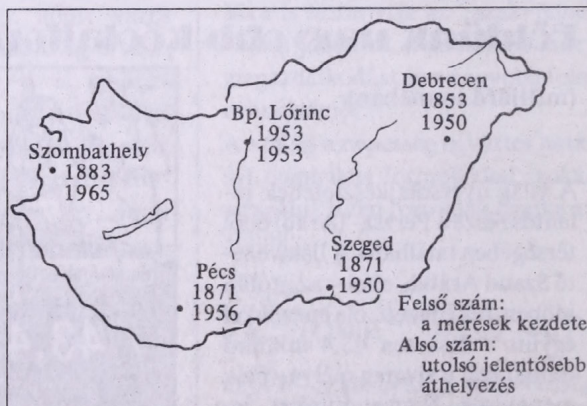 Debrecen
1853
1950
Bp. Lőrinc
1953
1953
Szombathely
1883
1965
Szeged
1871
1950
Pécs
1871
1956
Felső szám:
a mérések kezdete
Alsó szám:
utolsó jelentősebb
áthelyezés